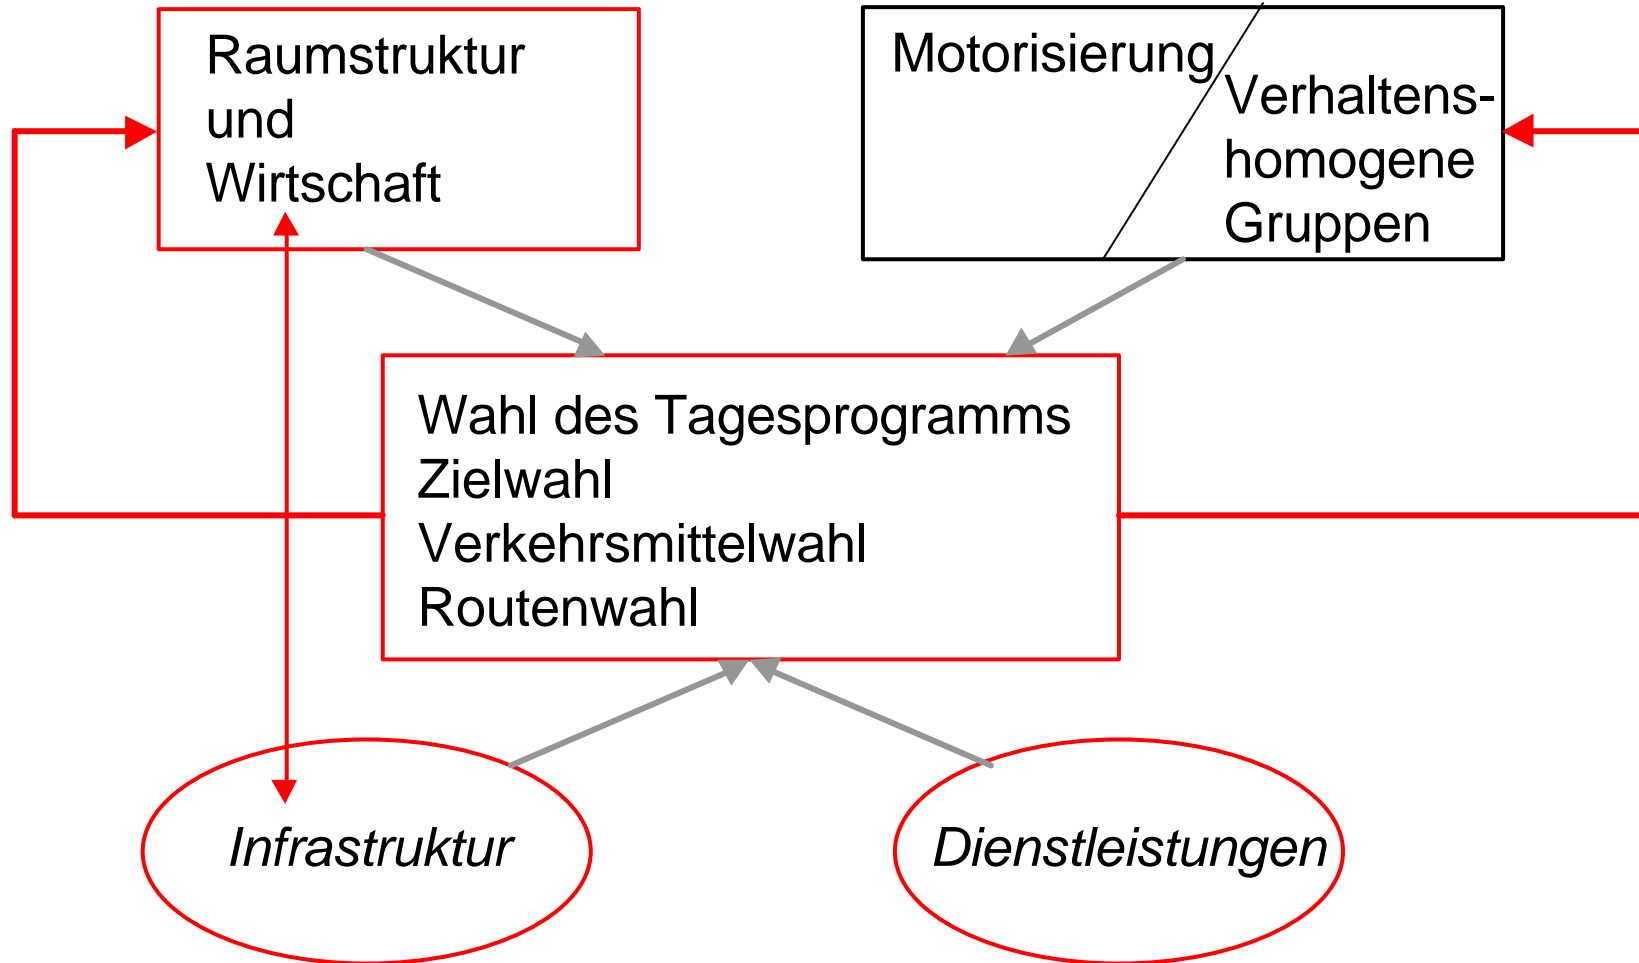 Raumstruktur
und
Wirtschaft
Motorisierung
Verhaltens-
homogene
Gruppen
Wahl des Tagesprogramms
Zielwahl
Verkehrsmittelwahl
Routenwahl
Infrastruktur
Dienstleistungen